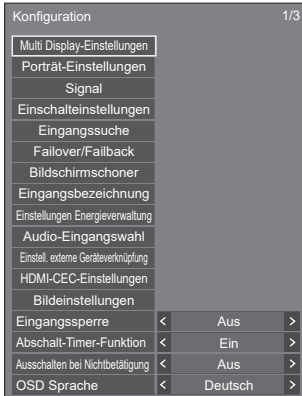 Konfiguration 1/3
Multi Display-Einstellungen
Porträt-Einstellungen
Signal
Einschalteinstellungen
Eingangssuche
Failover/Failback
Bildschirmschoner
Eingangsbezeichnung
Einstellungen Energieverwaltung
Audio-Eingangswahl
Einstell. externe Geräteverknüpfung
HDMI-CEC-Einstellungen
Bildeinstellungen
Eingangssperre < Aus >
Abschalt-Timer-Funktion < Ein >
Ausschalten bei Nichtbetätigung < Aus >
OSD Sprache < Deutsch >